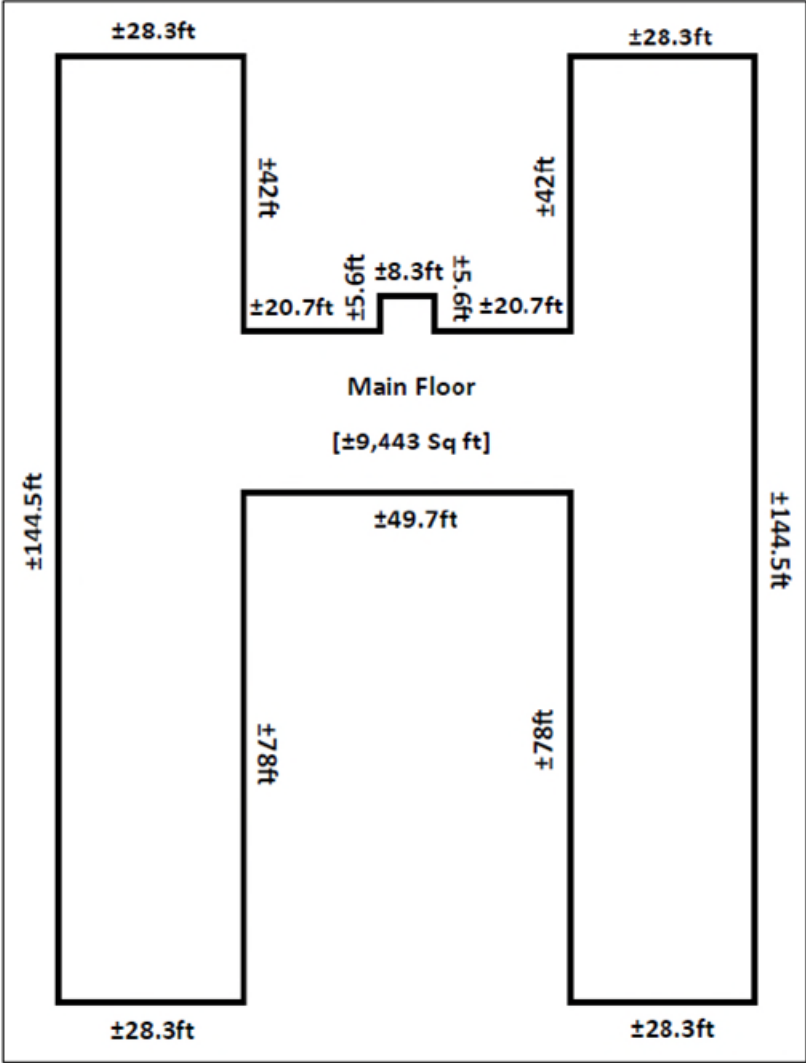 ±28.3ft
±28.3ft
±42ft
±42ft
±5.6ft
±8.3ft
±5.6ft
±20.7ft
±20.7ft
Main Floor
[±9,443 Sq ft]
±144.5ft
±49.7ft
±144.5ft
±78ft
±78ft
±28.3ft
±28.3ft